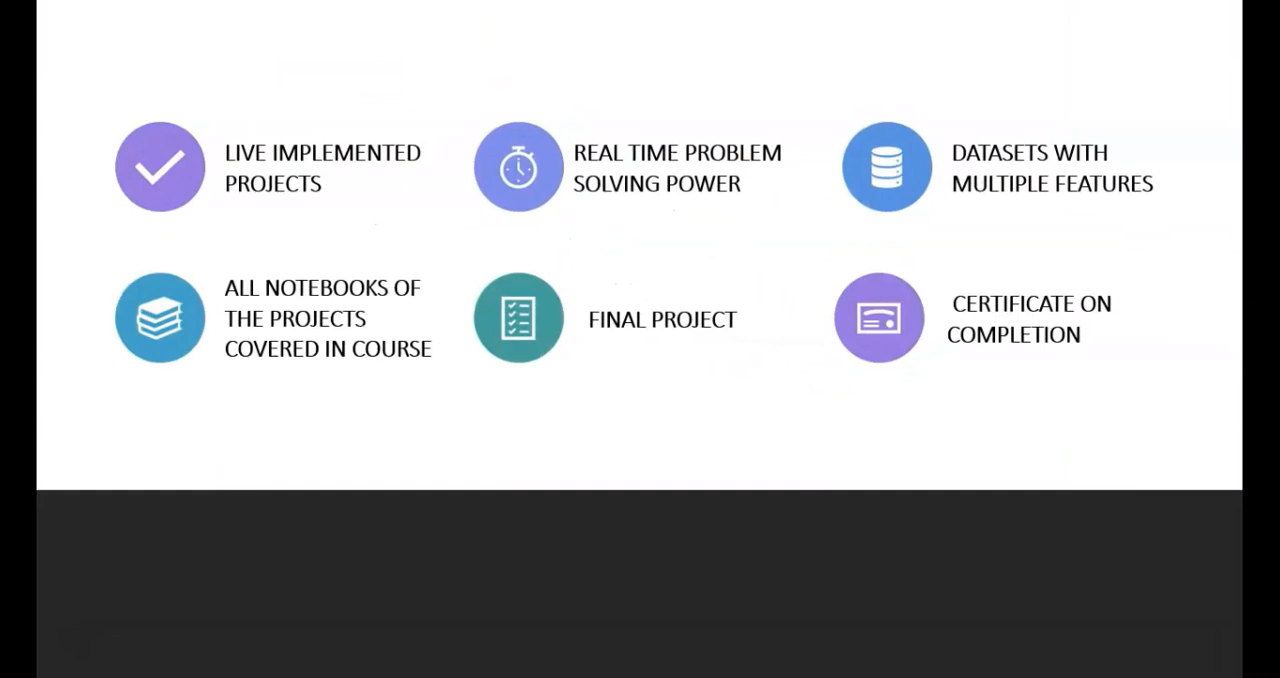 LIVE IMPLEMENTED
PROJECTS
REAL TIME PROBLEM
SOLVING POWER
DATASETS WITH
MULTIPLE FEATURES
ALL NOTEBOOKS OF
THE PROJECTS
COVERED IN COURSE
FINAL PROJECT
CERTIFICATE ON
COMPLETION